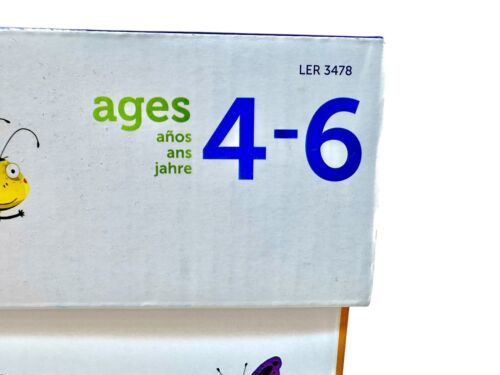 LER 3478
ages 4-6
años
ans
jahre